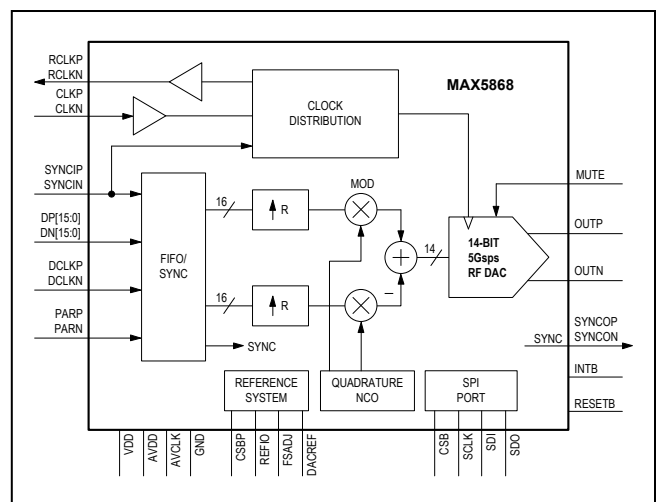 RCLKP
RCLKN
CLKP
CLKN
MAX5868
CLOCK
DISTRIBUTION
SYNCIP
SYNCIN
DP[15:0]
DN[15:0]
DCLKP
DCLKN
PARP
PARN
FIFO/
SYNC
16
R
MOD
16
R
SYNC
14
14-BIT
5Gsps
RF DAC
MUTE
OUTP
OUTN
SYNC
SYNCOP
SYNCON
INTB
RESETB
REFERENCE
SYSTEM
QUADRATURE
NCO
SPI
PORT
VDD
AVDD
AVCLK
GND
CSBP
REFIO
FSADJ
DACREF
CSB
SCLK
SDI
SDO